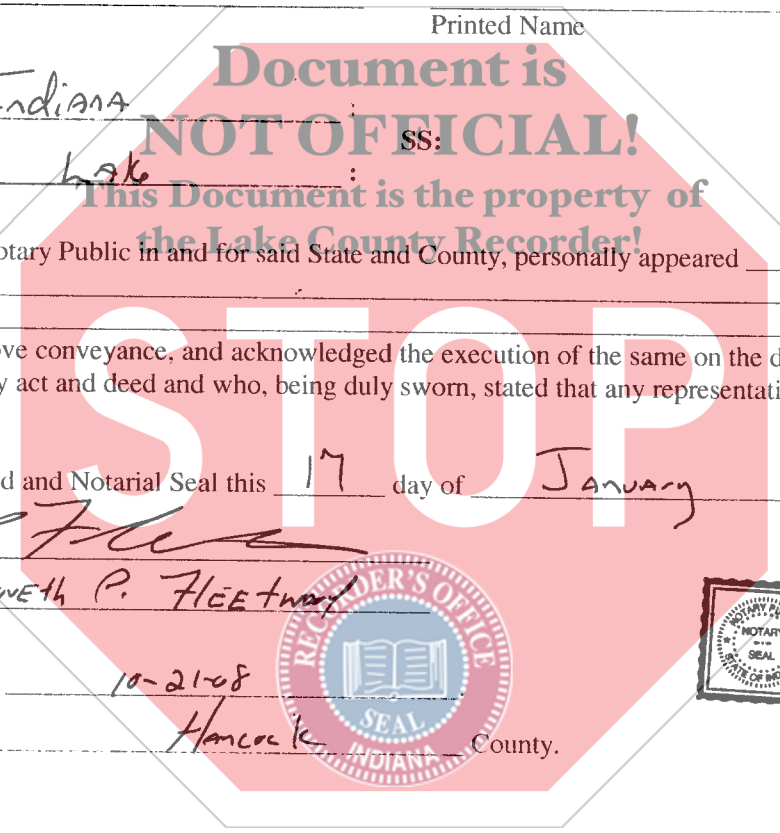 Printed Name
Document is
Indiana :
NOT OFFICIAL!
SS:
Lake :
This Document is the property of
the Lake County Recorder!
otary Public in and for said State and County, personally appeared
ve conveyance, and acknowledged the execution of the same on the d
y act and deed and who, being duly sworn, stated that any representati
STOP
d and Notarial Seal this 17 day of January
nneth P. Fleetwood
RECORDER'S OFFICE
SEAL
INDIANA
NOTARY
SEAL
STATE OF IND
10-21-08
Hancock County.